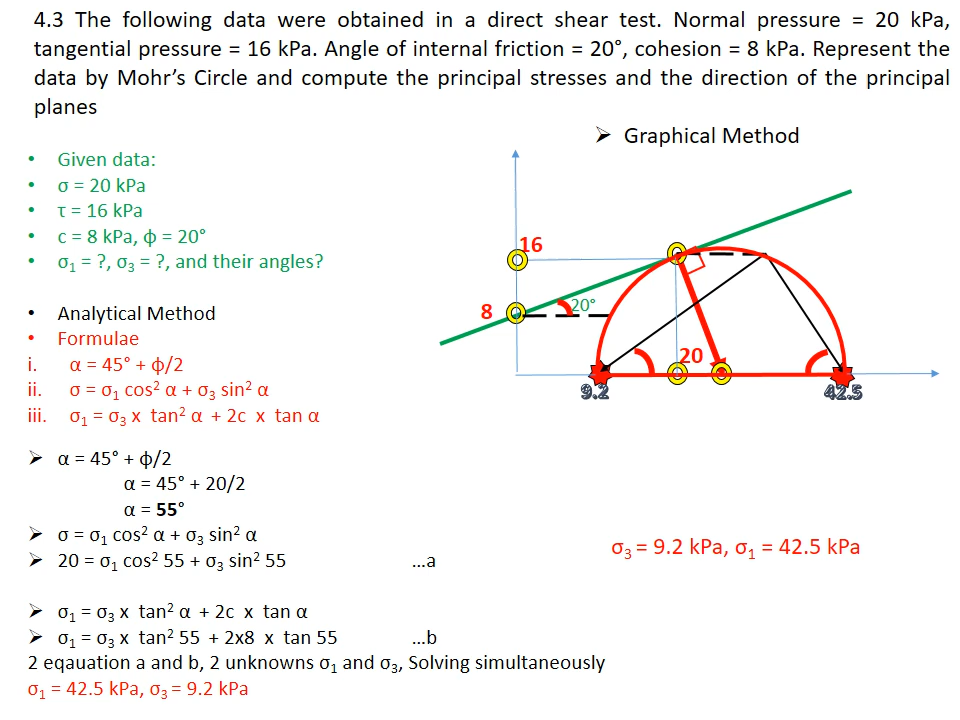 4.3 The following data were obtained in a direct shear test. Normal pressure = 20 kPa,
tangential pressure = 16 kPa. Angle of internal friction = 20°, cohesion = 8 kPa. Represent the
data by Mohr's Circle and compute the principal stresses and the direction of the principal
planes
➢ Graphical Method
• Given data:
• σ = 20 kPa
• τ = 16 kPa
• c = 8 kPa, ϕ = 20°
• σ₁ = ?, σ₃ = ?, and their angles?
• Analytical Method
• Formulae
i. α = 45° + ϕ/2
ii. σ = σ₁ cos² α + σ₃ sin² α
iii. σ₁ = σ₃ x tan² α + 2c x tan α
➢ α = 45° + ϕ/2
α = 45° + 20/2
α = 55°
➢ σ = σ₁ cos² α + σ₃ sin² α
➢ 20 = σ₁ cos² 55 + σ₃ sin² 55 ...a
➢ σ₁ = σ₃ x tan² α + 2c x tan α
➢ σ₁ = σ₃ x tan² 55 + 2x8 x tan 55 ...b
2 eqauation a and b, 2 unknowns σ₁ and σ₃, Solving simultaneously
σ₁ = 42.5 kPa, σ₃ = 9.2 kPa
16
8
20°
20
9.2
42.5
σ₃ = 9.2 kPa, σ₁ = 42.5 kPa